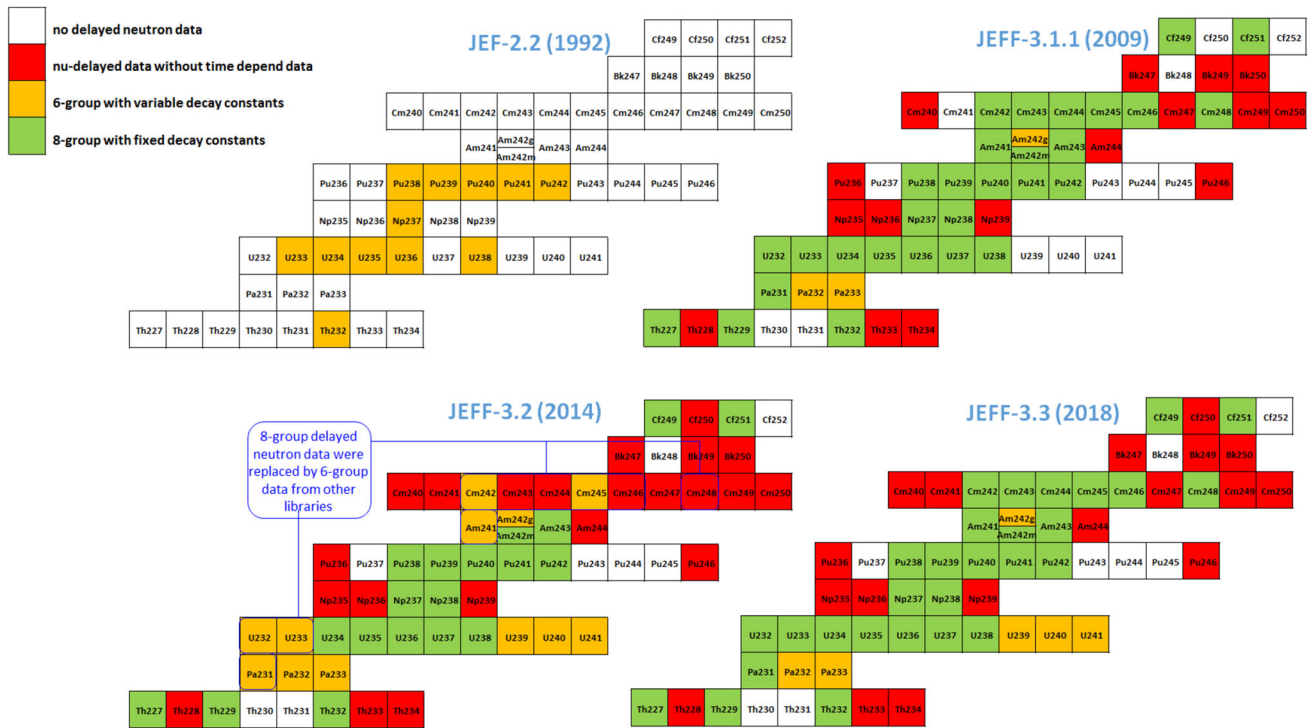 no delayed neutron data
nu-delayed data without time depend data
6-group with variable decay constants
8-group with fixed decay constants
JEF-2.2 (1992)
Cf249 Cf250 Cf251 Cf252
Bk247 Bk248 Bk249 Bk250
Cm240 Cm241 Cm242 Cm243 Cm244 Cm245 Cm246 Cm247 Cm248 Cm249 Cm250
Am241 Am242g Am243 Am244
Am242m
Pu236 Pu237 Pu238 Pu239 Pu240 Pu241 Pu242 Pu243 Pu244 Pu245 Pu246
Np235 Np236 Np237 Np238 Np239
U232 U233 U234 U235 U236 U237 U238 U239 U240 U241
Pa231 Pa232 Pa233
Th227 Th228 Th229 Th230 Th231 Th232 Th233 Th234
JEFF-3.1.1 (2009)
Cf249 Cf250 Cf251 Cf252
Bk247 Bk248 Bk249 Bk250
Cm240 Cm241 Cm242 Cm243 Cm244 Cm245 Cm246 Cm247 Cm248 Cm249 Cm250
Am241 Am242g Am243 Am244
Am242m
Pu236 Pu237 Pu238 Pu239 Pu240 Pu241 Pu242 Pu243 Pu244 Pu245 Pu246
Np235 Np236 Np237 Np238 Np239
U232 U233 U234 U235 U236 U237 U238 U239 U240 U241
Pa231 Pa232 Pa233
Th227 Th228 Th229 Th230 Th231 Th232 Th233 Th234
JEFF-3.2 (2014)
8-group delayed
neutron data were
replaced by 6-group
data from other
libraries
Cf249 Cf250 Cf251 Cf252
Bk247 Bk248 Bk249 Bk250
Cm240 Cm241 Cm242 Cm243 Cm244 Cm245 Cm246 Cm247 Cm248 Cm249 Cm250
Am241 Am242g Am243 Am244
Am242m
Pu236 Pu237 Pu238 Pu239 Pu240 Pu241 Pu242 Pu243 Pu244 Pu245 Pu246
Np235 Np236 Np237 Np238 Np239
U232 U233 U234 U235 U236 U237 U238 U239 U240 U241
Pa231 Pa232 Pa233
Th227 Th228 Th229 Th230 Th231 Th232 Th233 Th234
JEFF-3.3 (2018)
Cf249 Cf250 Cf251 Cf252
Bk247 Bk248 Bk249 Bk250
Cm240 Cm241 Cm242 Cm243 Cm244 Cm245 Cm246 Cm247 Cm248 Cm249 Cm250
Am241 Am242g Am243 Am244
Am242m
Pu236 Pu237 Pu238 Pu239 Pu240 Pu241 Pu242 Pu243 Pu244 Pu245 Pu246
Np235 Np236 Np237 Np238 Np239
U232 U233 U234 U235 U236 U237 U238 U239 U240 U241
Pa231 Pa232 Pa233
Th227 Th228 Th229 Th230 Th231 Th232 Th233 Th234